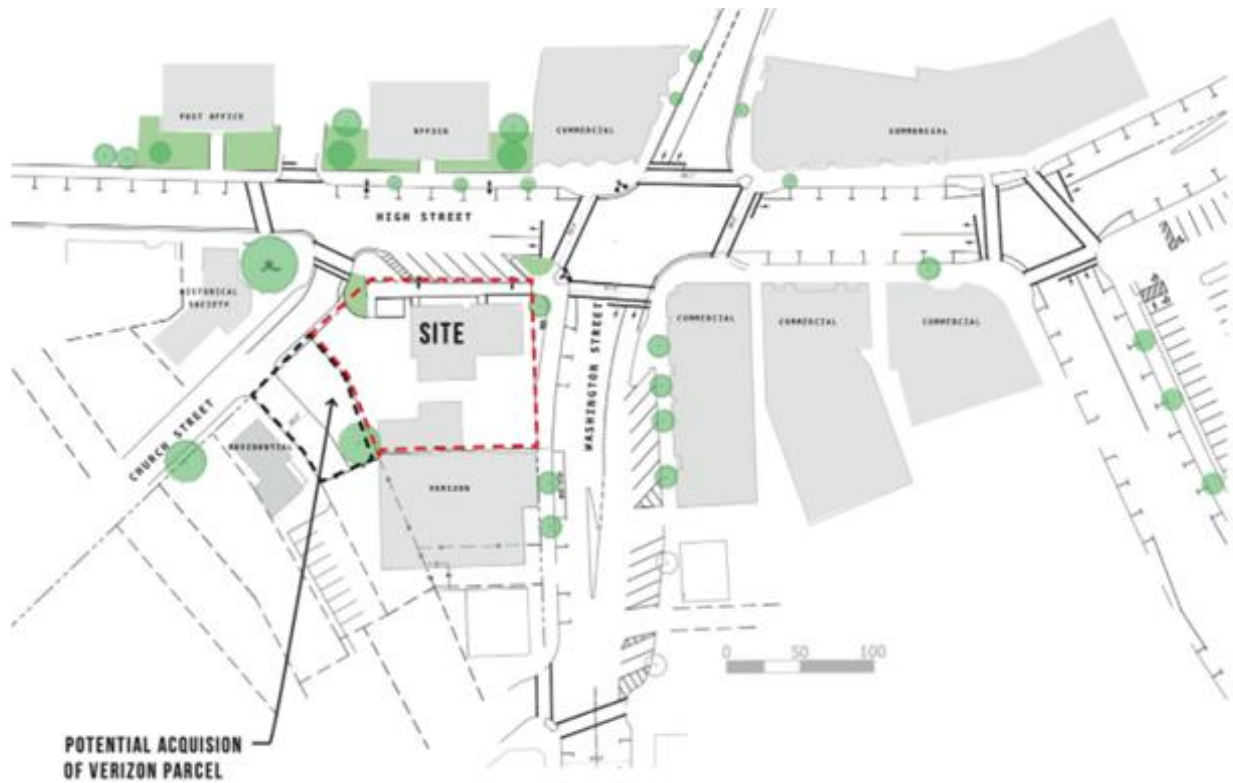 POST OFFICE
OFFICE
COMMERCIAL
COMMERCIAL
HIGH STREET
HISTORICAL
SOCIETY
SITE
WASHINGTON STREET
COMMERCIAL
COMMERCIAL
COMMERCIAL
CHURCH STREET
RESIDENTIAL
VERIZON
0 50 100
POTENTIAL ACQUISION
OF VERIZON PARCEL